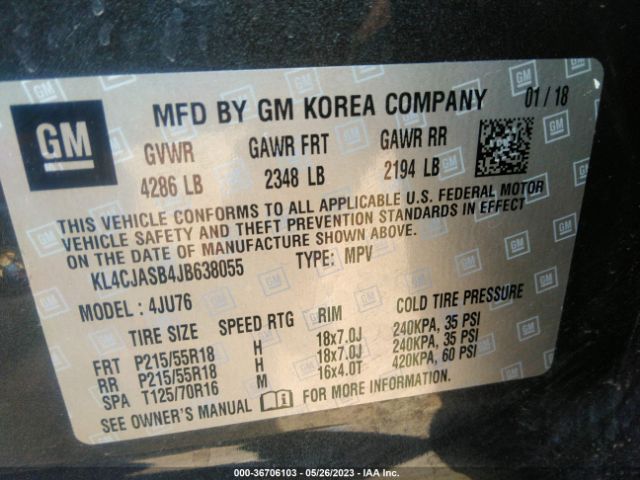 GM
MFD BY GM KOREA COMPANY 01/18
GVWR GAWR FRT GAWR RR
4286 LB 2348 LB 2194 LB
THIS VEHICLE CONFORMS TO ALL APPLICABLE U.S. FEDERAL MOTOR
VEHICLE SAFETY AND THEFT PREVENTION STANDARDS IN EFFECT
ON THE DATE OF MANUFACTURE SHOWN ABOVE.
KL4CJASB4JB638055 TYPE: MPV
MODEL: 4JU76
TIRE SIZE SPEED RTG RIM COLD TIRE PRESSURE
FRT P215/55R18 H 18x7.0J 240KPA, 35 PSI
RR P215/55R18 H 18x7.0J 240KPA, 35 PSI
SPA T125/70R16 M 16x4.0T 420KPA, 60 PSI
SEE OWNER'S MANUAL FOR MORE INFORMATION.
000-36706103 - 05/26/2023 - IAA Inc.